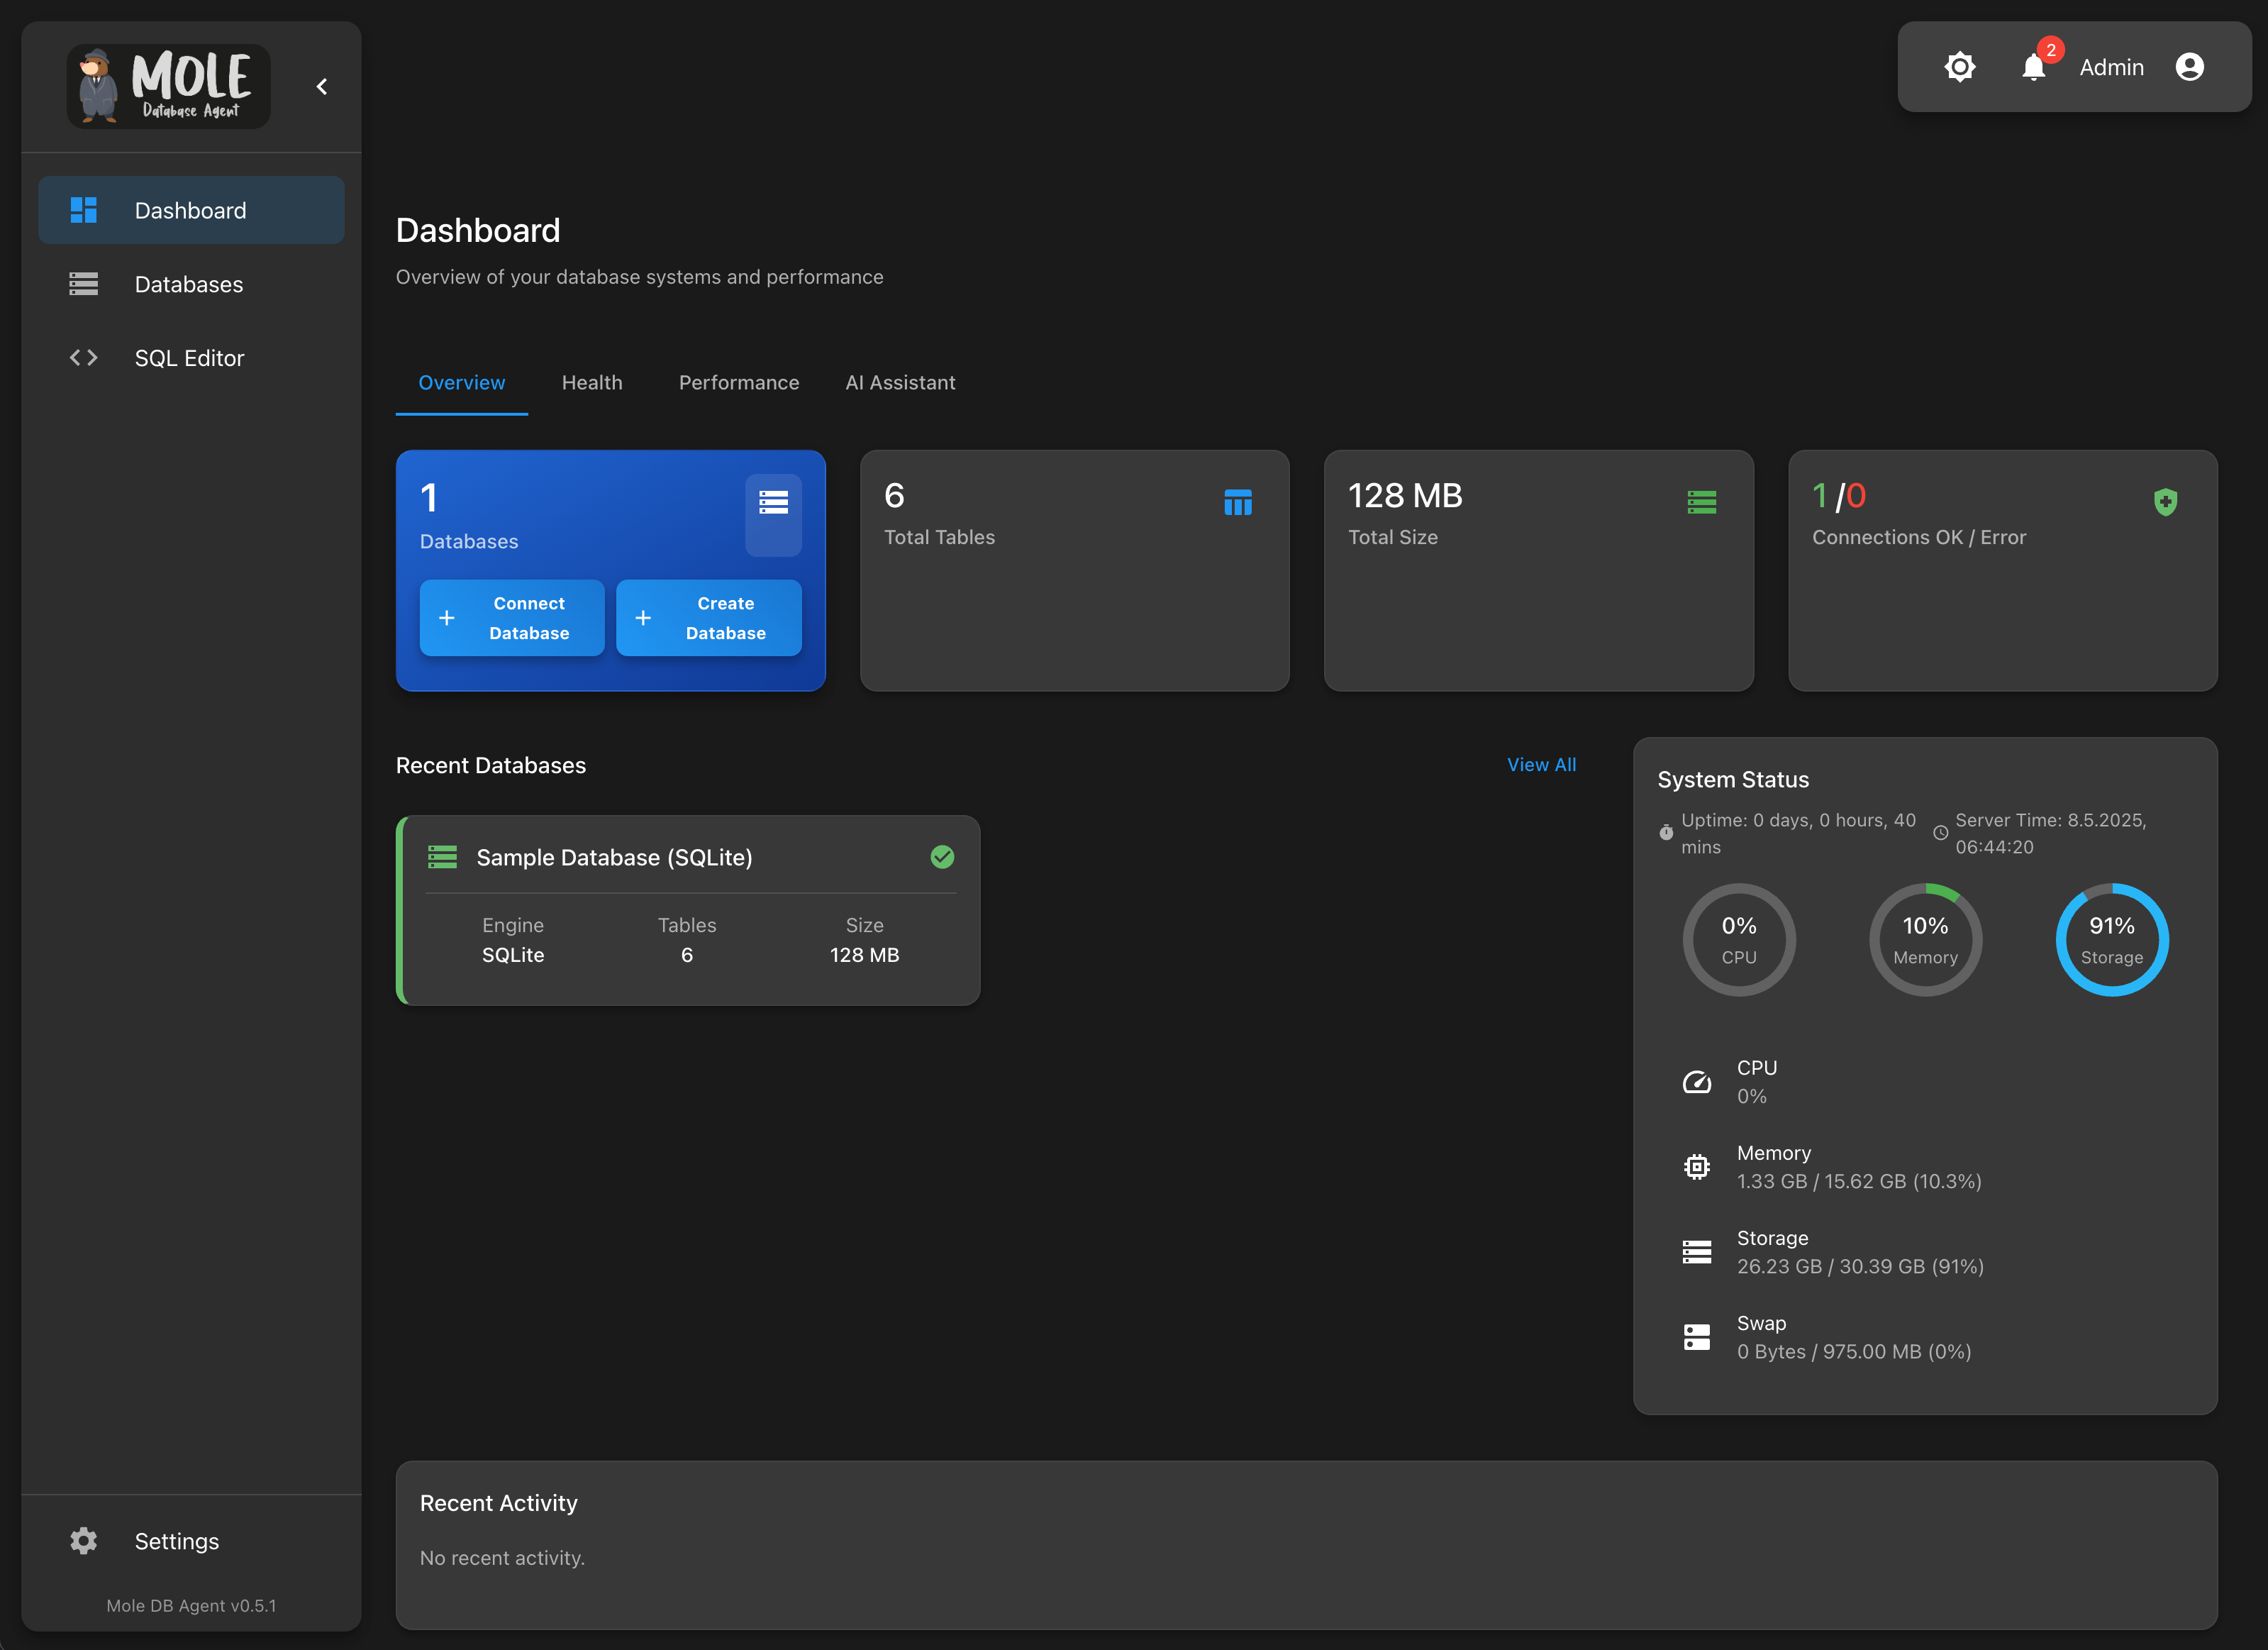 MOLE
Database Agent
2
Admin
Dashboard
Databases
SQL Editor
Dashboard
Overview of your database systems and performance
Overview
Health
Performance
AI Assistant
1
Databases
Connect
Database
Create
Database
6
Total Tables
128 MB
Total Size
1 /0
Connections OK / Error
Recent Databases
View All
Sample Database (SQLite)
Engine
Tables
Size
SQLite
6
128 MB
System Status
Uptime: 0 days, 0 hours, 40
mins
Server Time: 8.5.2025,
06:44:20
0%
CPU
10%
Memory
91%
Storage
CPU
0%
Memory
1.33 GB / 15.62 GB (10.3%)
Storage
26.23 GB / 30.39 GB (91%)
Swap
0 Bytes / 975.00 MB (0%)
Recent Activity
No recent activity.
Settings
Mole DB Agent v0.5.1